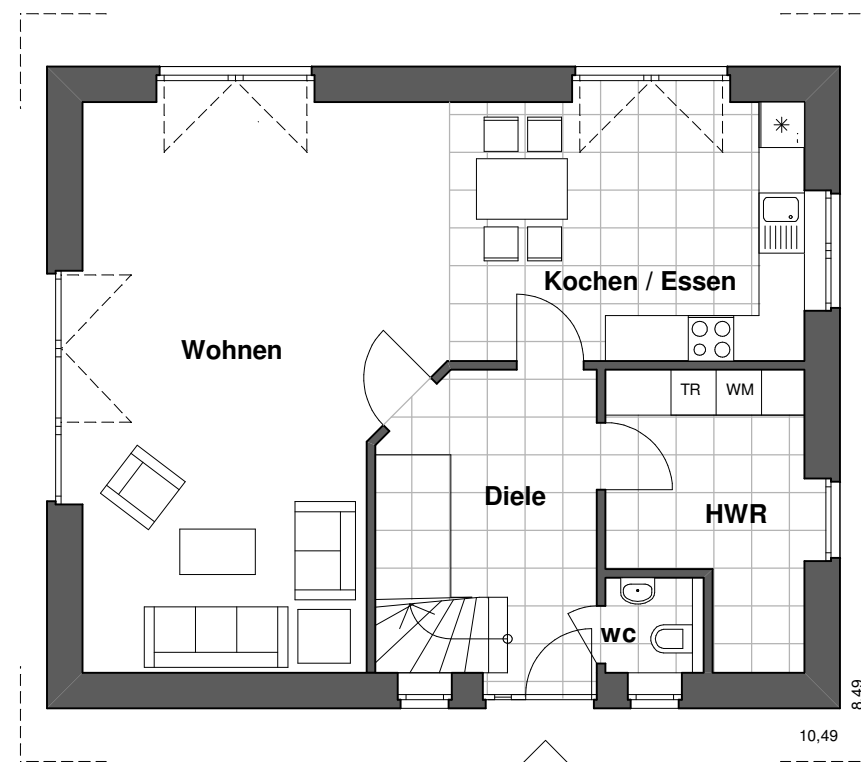 Kochen / Essen
Wohnen
TR WM
Diele
HWR
wc
8,49
10,49